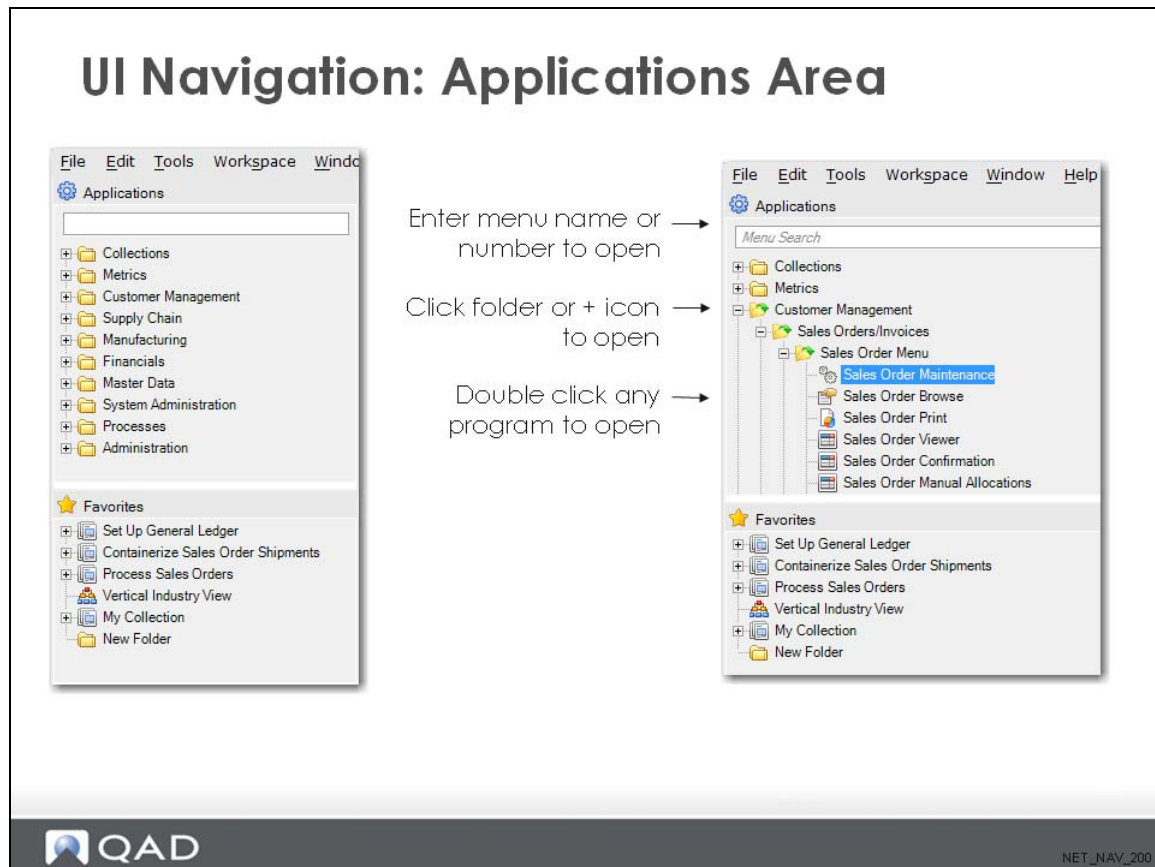 UI Navigation: Applications Area
File Edit Tools Workspace Windo
Applications
Collections
Metrics
Customer Management
Supply Chain
Manufacturing
Financials
Master Data
System Administration
Processes
Administration
Favorites
Set Up General Ledger
Containerize Sales Order Shipments
Process Sales Orders
Vertical Industry View
My Collection
New Folder
Enter menu name or
number to open
Click folder or + icon
to open
Double click any
program to open
File Edit Tools Workspace Window Help
Applications
Menu Search
Collections
Metrics
Customer Management
Sales Orders/Invoices
Sales Order Menu
Sales Order Maintenance
Sales Order Browse
Sales Order Print
Sales Order Viewer
Sales Order Confirmation
Sales Order Manual Allocations
Favorites
Set Up General Ledger
Containerize Sales Order Shipments
Process Sales Orders
Vertical Industry View
My Collection
New Folder
QAD
NET_NAV_200